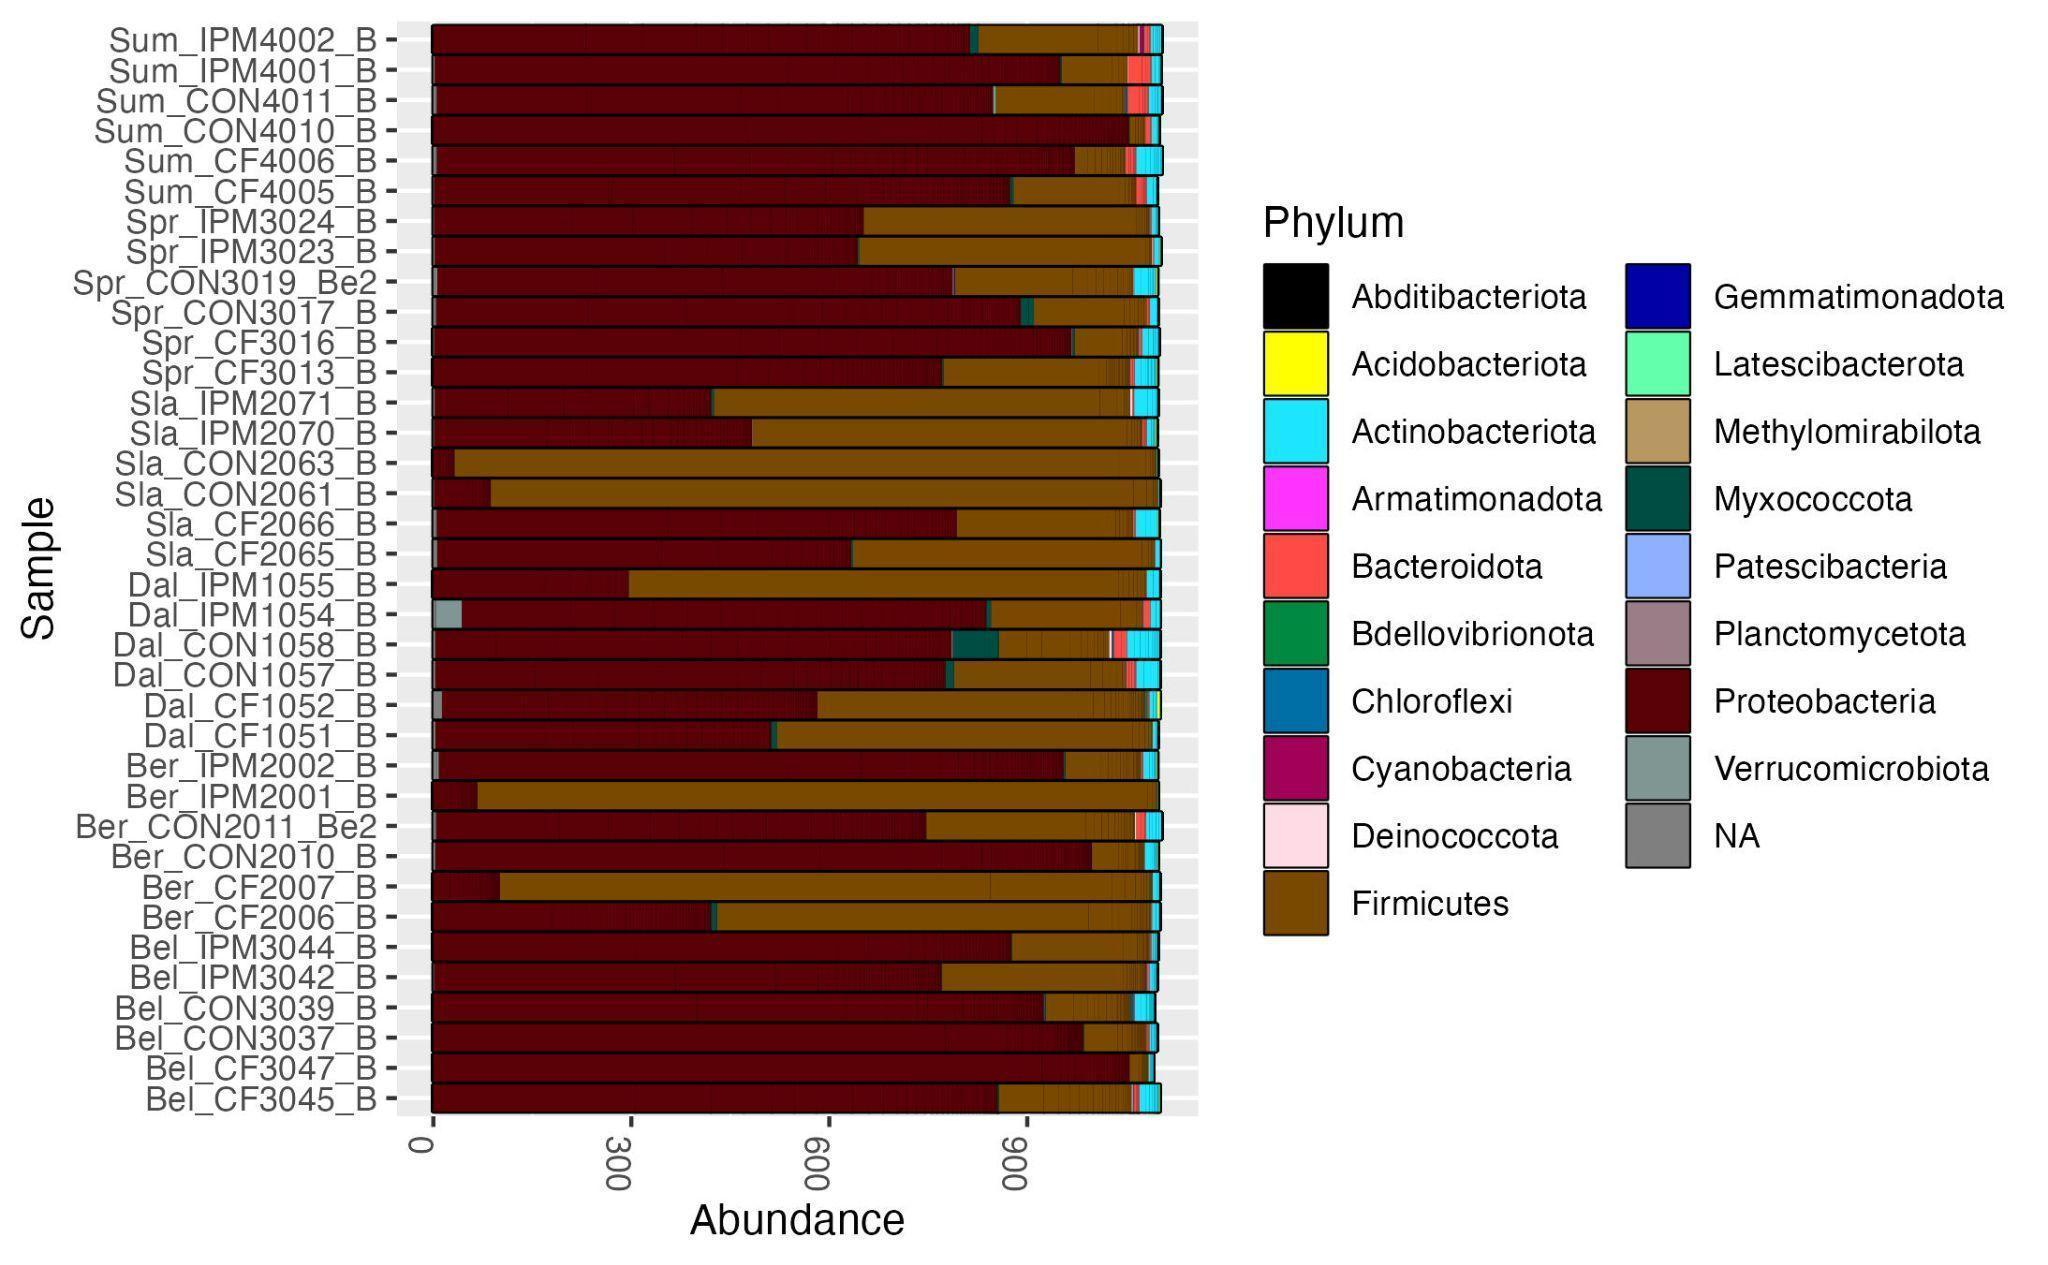 Sum_IPM4002_B
Sum_IPM4001_B
Sum_CON4011_B
Sum_CON4010_B
Sum_CF4006_B
Sum_CF4005_B
Spr_IPM3024_B
Spr_IPM3023_B
Spr_CON3019_Be2
Spr_CON3017_B
Spr_CF3016_B
Spr_CF3013_B
Sla_IPM2071_B
Sla_IPM2070_B
Sla_CON2063_B
Sla_CON2061_B
Sla_CF2066_B
Sla_CF2065_B
Dal_IPM1055_B
Dal_IPM1054_B
Dal_CON1058_B
Dal_CON1057_B
Dal_CF1052_B
Dal_CF1051_B
Ber_IPM2002_B
Ber_IPM2001_B
Ber_CON2011_Be2
Ber_CON2010_B
Ber_CF2007_B
Ber_CF2006_B
Bel_IPM3044_B
Bel_IPM3042_B
Bel_CON3039_B
Bel_CON3037_B
Bel_CF3047_B
Bel_CF3045_B
Sample
0
300
600
900
Abundance
Phylum
Abditibacteriota
Acidobacteriota
Actinobacteriota
Armatimonadota
Bacteroidota
Bdellovibrionota
Chloroflexi
Cyanobacteria
Deinococcota
Firmicutes
Gemmatimonadota
Latescibacterota
Methylomirabilota
Myxococcota
Patescibacteria
Planctomycetota
Proteobacteria
Verrucomicrobiota
NA